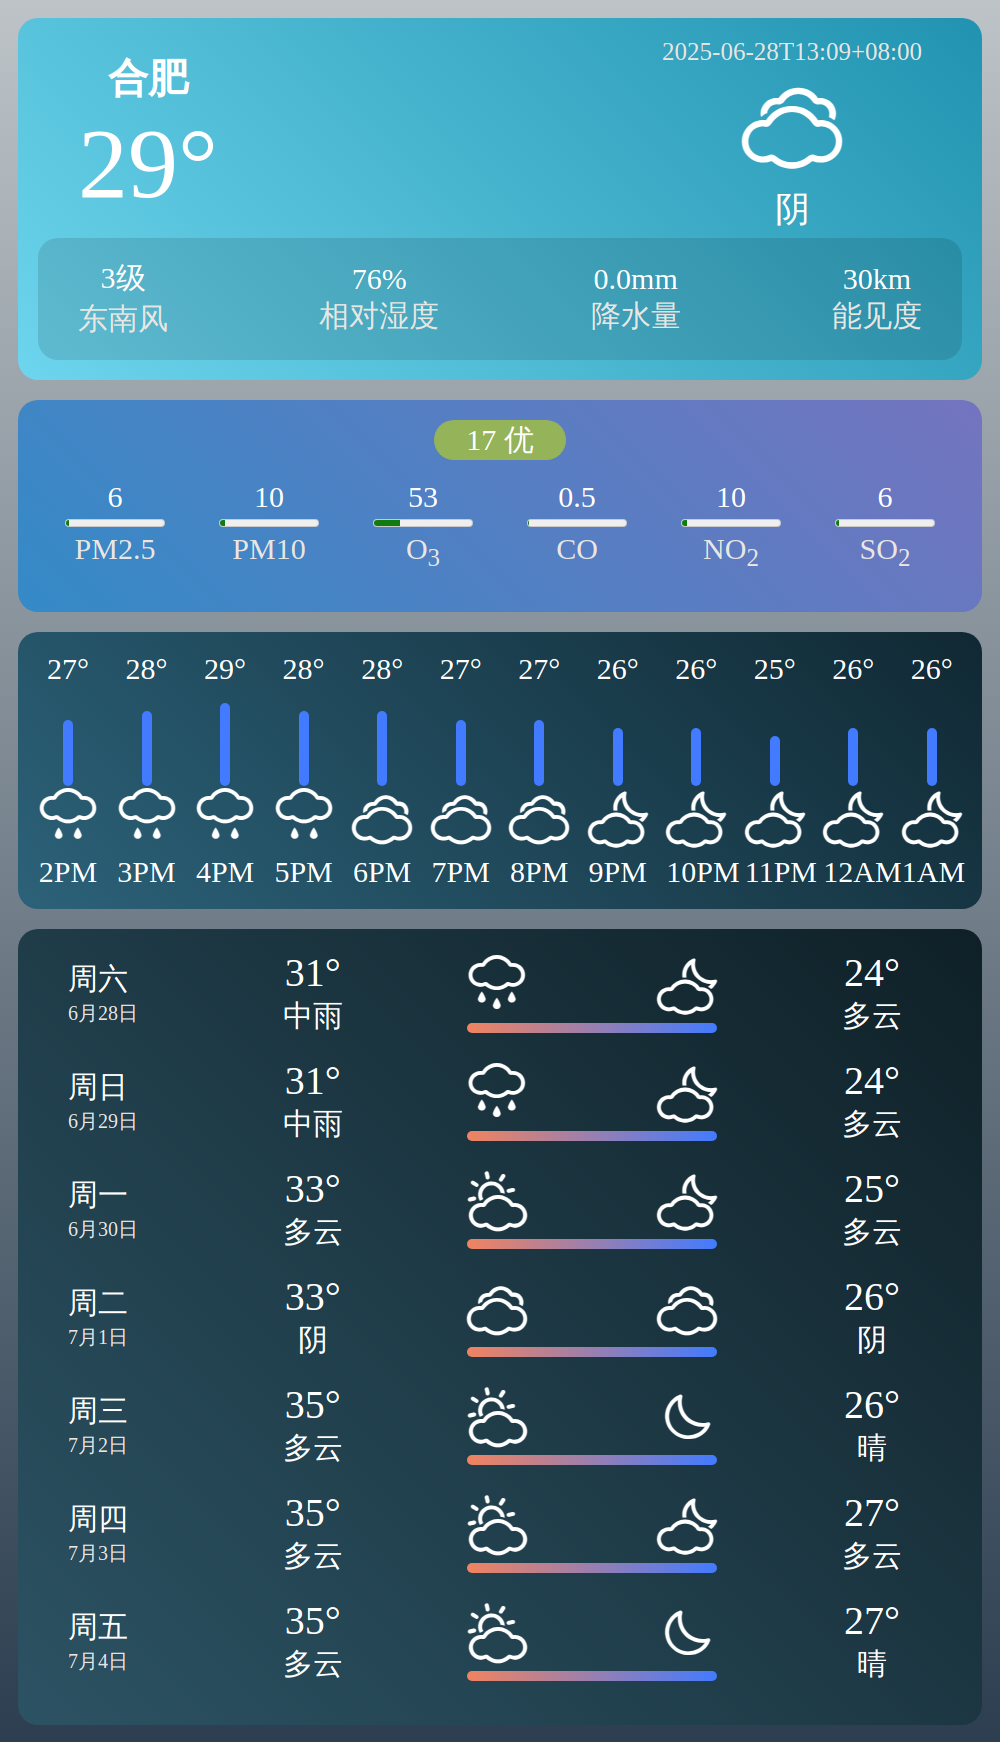 合肥
29°
2025-06-28T13:09+08:00
阴
3级 76% 0.0mm 30km
东南风 相对湿度 降水量 能见度
17 优
6 10 53 0.5 10 6
PM2.5 PM10 O3 CO NO2 SO2
27° 28° 29° 28° 28° 27° 27° 26° 26° 25° 26° 26°
2PM 3PM 4PM 5PM 6PM 7PM 8PM 9PM 10PM 11PM 12AM 1AM
周六 31° 24°
6月28日 中雨 多云
周日 31° 24°
6月29日 中雨 多云
周一 33° 25°
6月30日 多云 多云
周二 33° 26°
7月1日 阴 阴
周三 35° 26°
7月2日 多云 晴
周四 35° 27°
7月3日 多云 多云
周五 35° 27°
7月4日 多云 晴